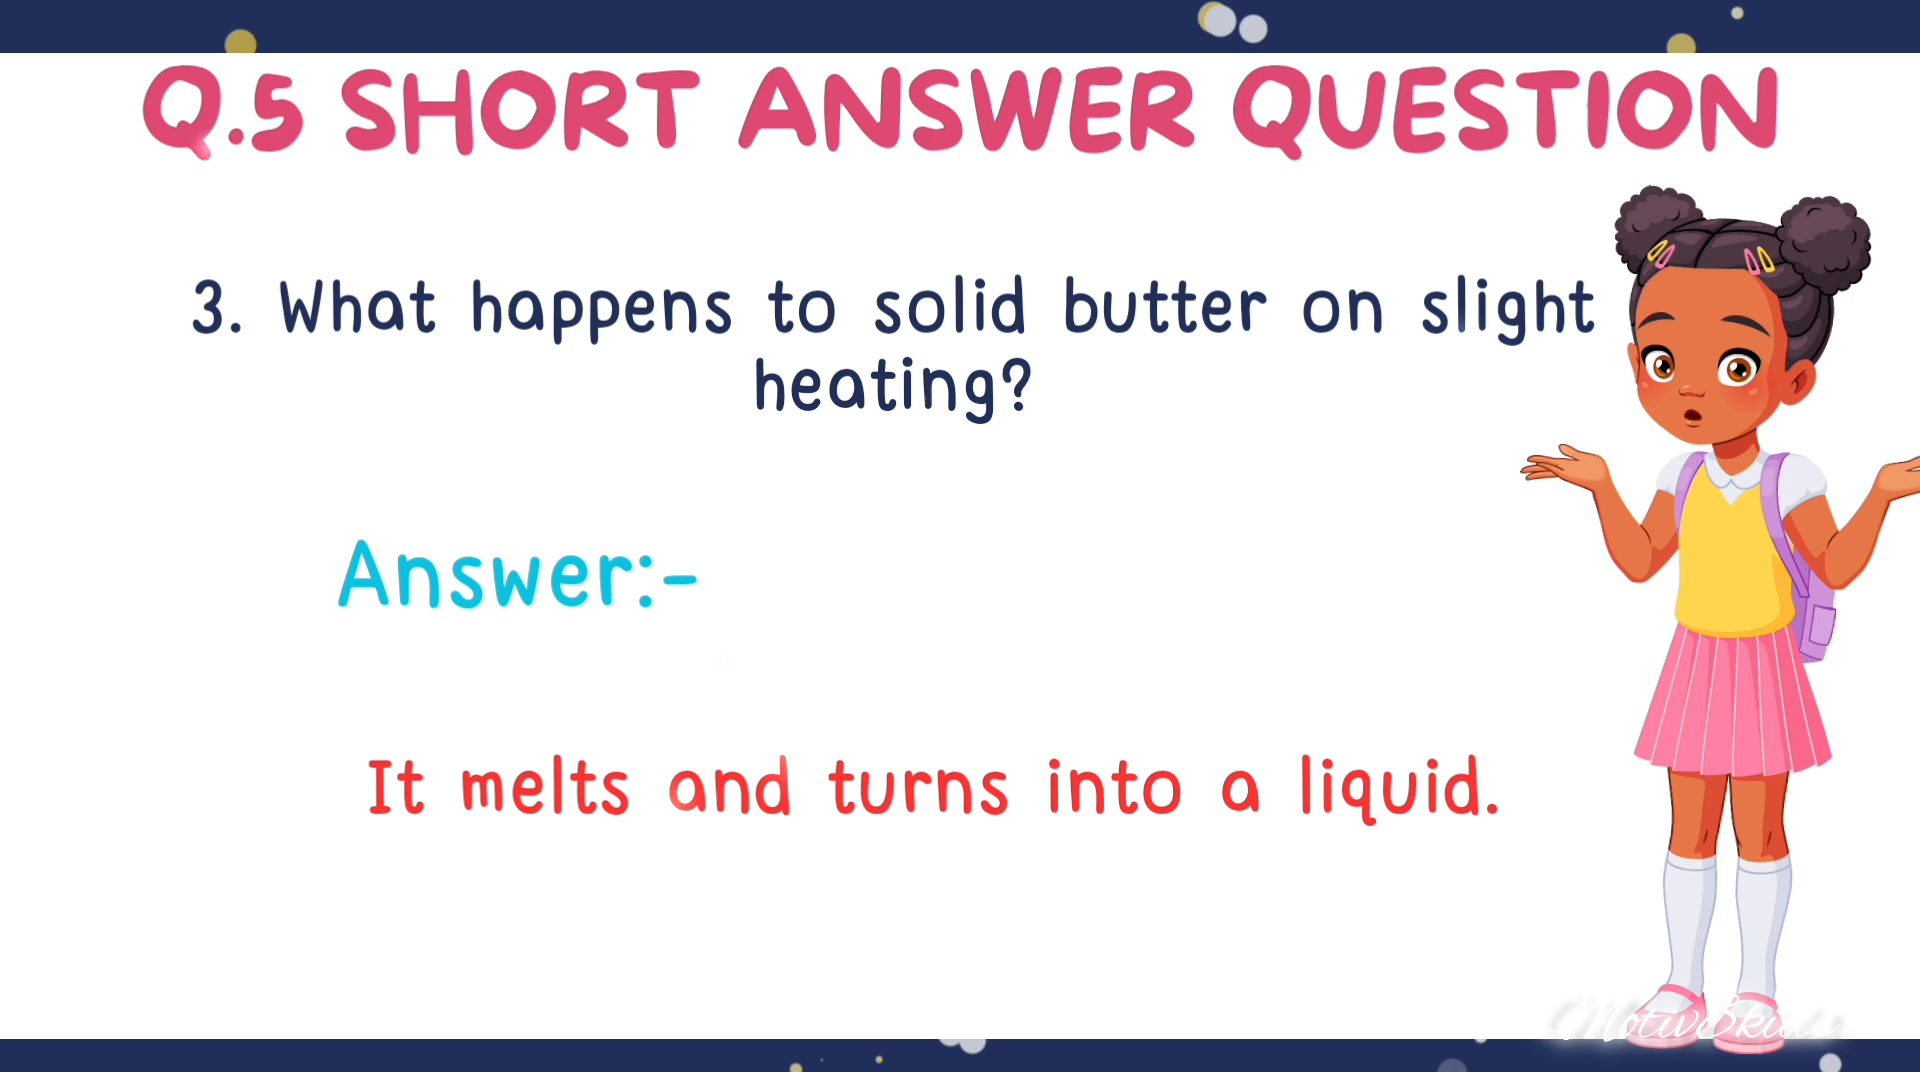 Q.5 SHORT ANSWER QUESTION
3. What happens to solid butter on slight
heating?
Answer:-
It melts and turns into a liquid.
MotiveSkills